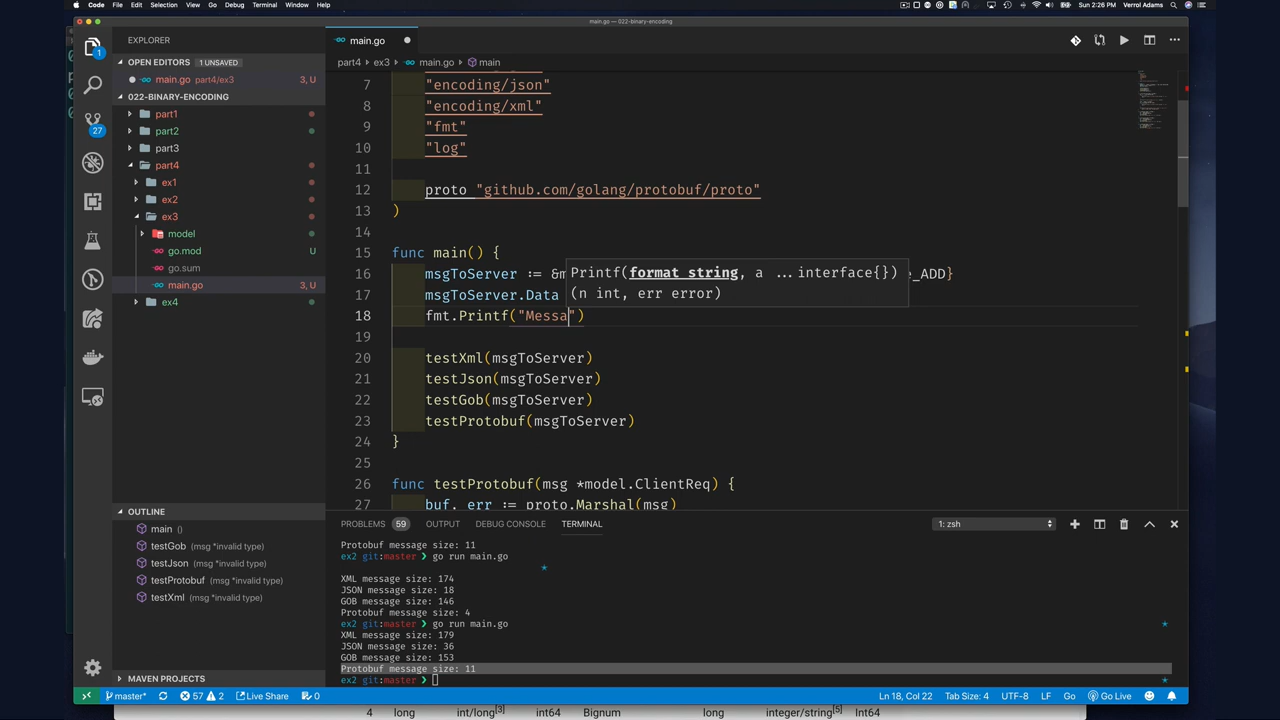 Code File Edit Selection View Go Debug Terminal Window Help
Sun 2:26 PM Verrol Adams
main.go — 022-binary-encoding
EXPLORER
OPEN EDITORS 1 UNSAVED
main.go part4/ex3 3, U
022-BINARY-ENCODING
part1
part2
part3
part4
ex1
ex2
ex3
model
go.mod U
go.sum
main.go 3, U
ex4
OUTLINE
main ()
testGob (msg *invalid type)
testJson (msg *invalid type)
testProtobuf (msg *invalid type)
testXml (msg *invalid type)
MAVEN PROJECTS
1
27
main.go
part4 › ex3 › main.go › main
7 "encoding/json"
8 "encoding/xml"
9 "fmt"
10 "log"
11
12 proto "github.com/golang/protobuf/proto"
13 )
14
15 func main() {
16 msgToServer := &m e_ADD}
17 msgToServer.Data
18 fmt.Printf("Messa")
19
20 testXml(msgToServer)
21 testJson(msgToServer)
22 testGob(msgToServer)
23 testProtobuf(msgToServer)
24 }
25
26 func testProtobuf(msg *model.ClientReq) {
27 buf, err := proto.Marshal(msg)
Printf(format string, a ...interface{})
(n int, err error)
PROBLEMS 59 OUTPUT DEBUG CONSOLE TERMINAL
1: zsh
Protobuf message size: 11
ex2 git:master ❯ go run main.go
XML message size: 174
JSON message size: 18
GOB message size: 146
Protobuf message size: 4
ex2 git:master ❯ go run main.go
XML message size: 179
JSON message size: 36
GOB message size: 153
Protobuf message size: 11
ex2 git:master ❯
master* 57 2 Live Share 0
Ln 18, Col 22 Tab Size: 4 UTF-8 LF Go Go Live
4 long int/long[3] int64 Bignum long integer/string[5] Int64